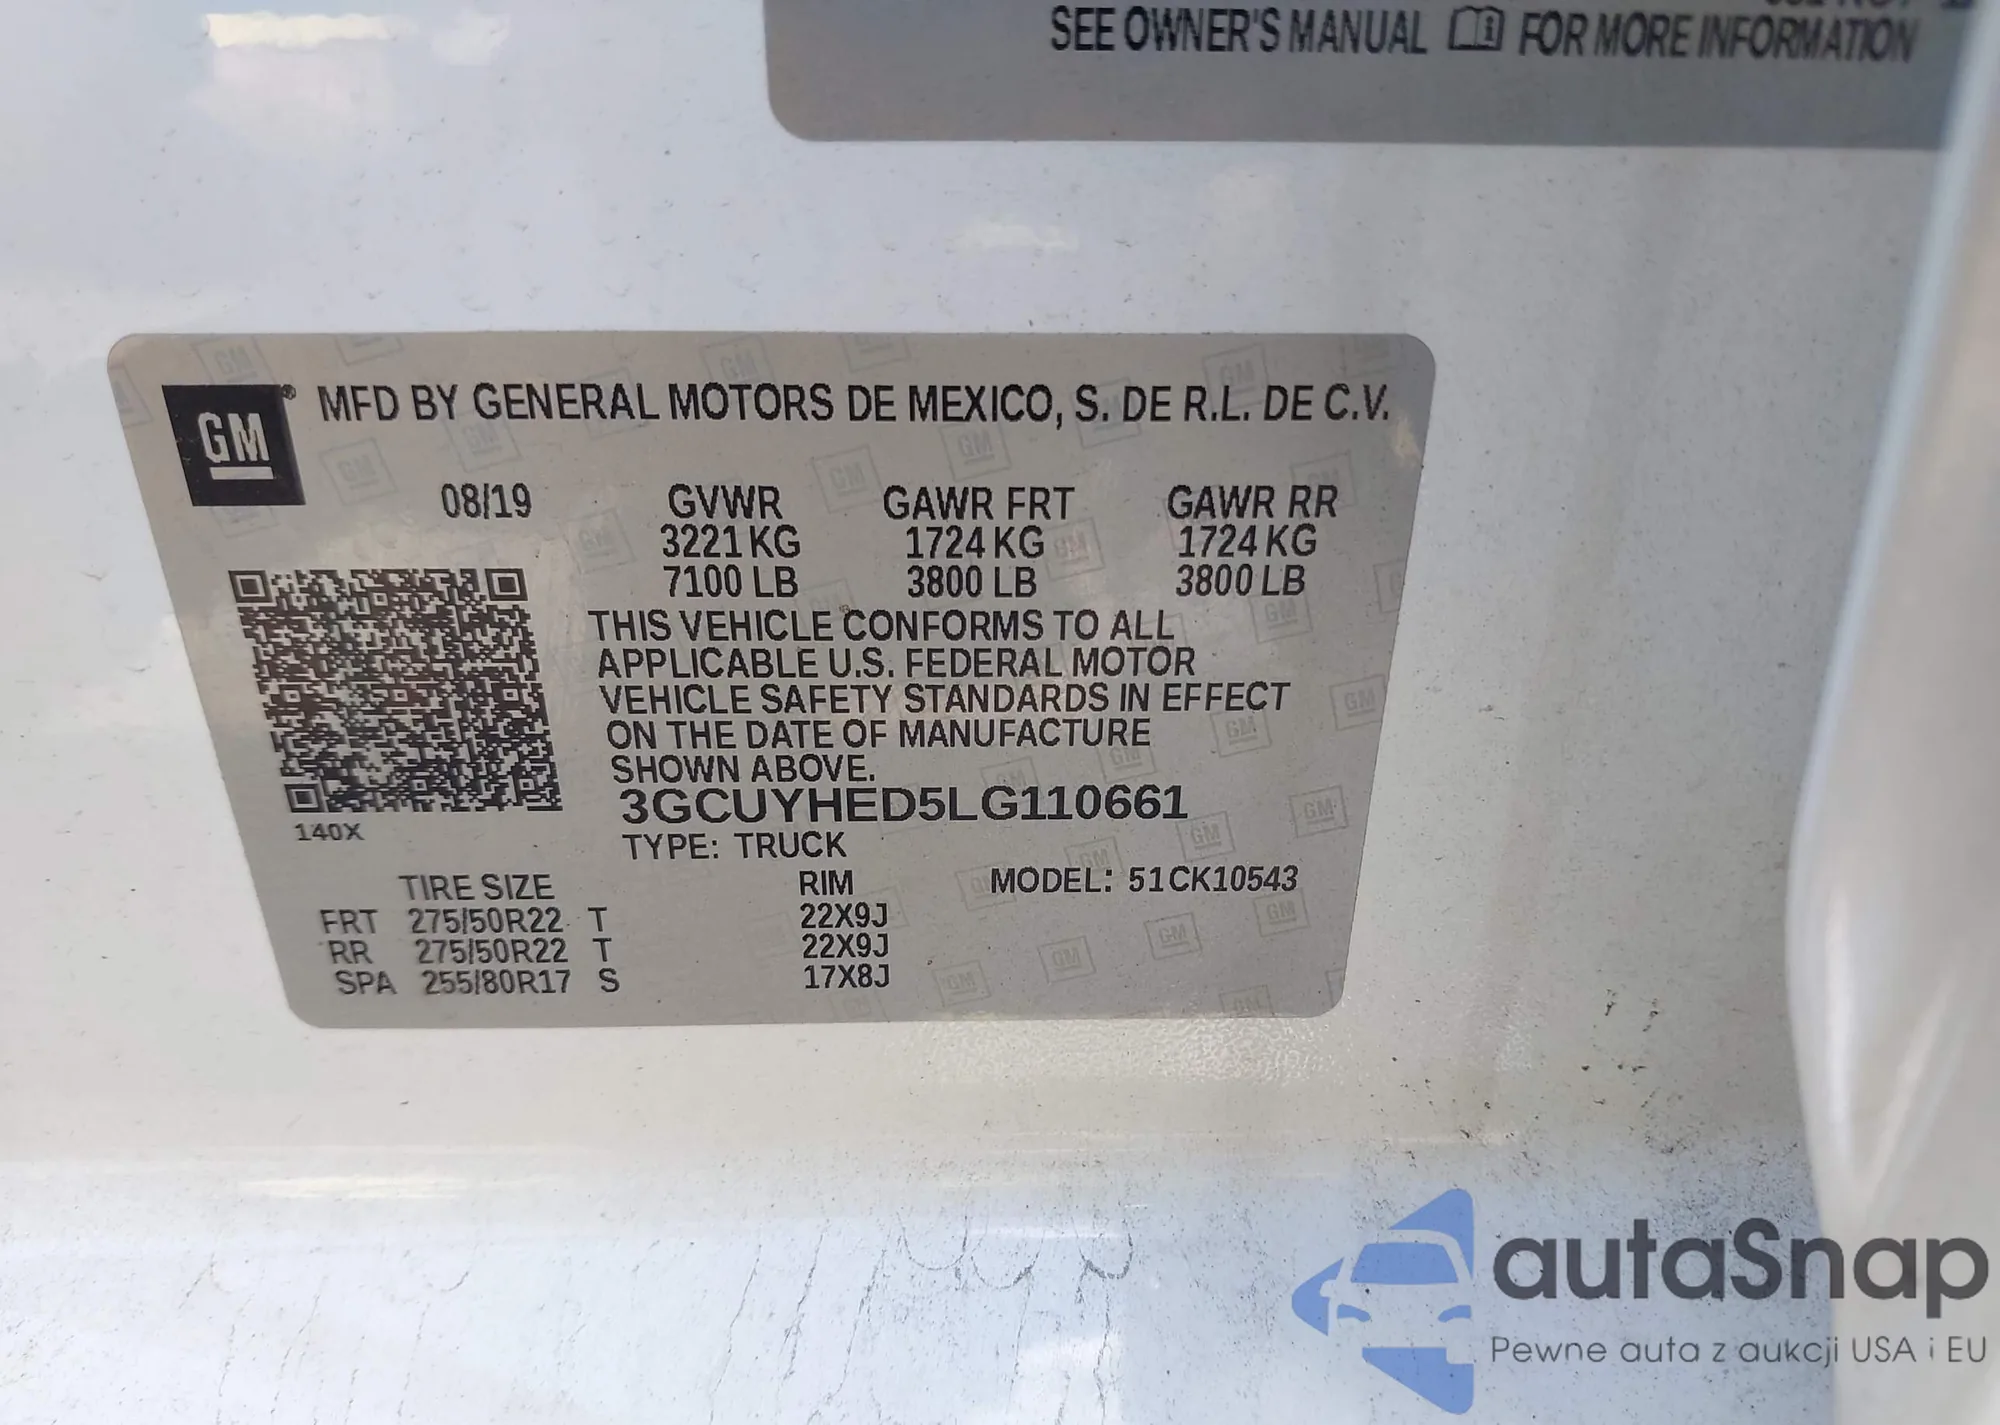 SEE OWNER'S MANUAL FOR MORE INFORMATION
GM ® MFD BY GENERAL MOTORS DE MEXICO, S. DE R.L. DE C.V.
08/19 GVWR GAWR FRT GAWR RR
3221 KG 1724 KG 1724 KG
7100 LB 3800 LB 3800 LB
THIS VEHICLE CONFORMS TO ALL
APPLICABLE U.S. FEDERAL MOTOR
VEHICLE SAFETY STANDARDS IN EFFECT
ON THE DATE OF MANUFACTURE
SHOWN ABOVE.
3GCUYHED5LG110661
140X
TYPE: TRUCK
TIRE SIZE RIM MODEL: 51CK10543
FRT 275/50R22 T 22X9J
RR 275/50R22 T 22X9J
SPA 255/80R17 S 17X8J
autaSnap
Pewne auta z aukcji USA i EU